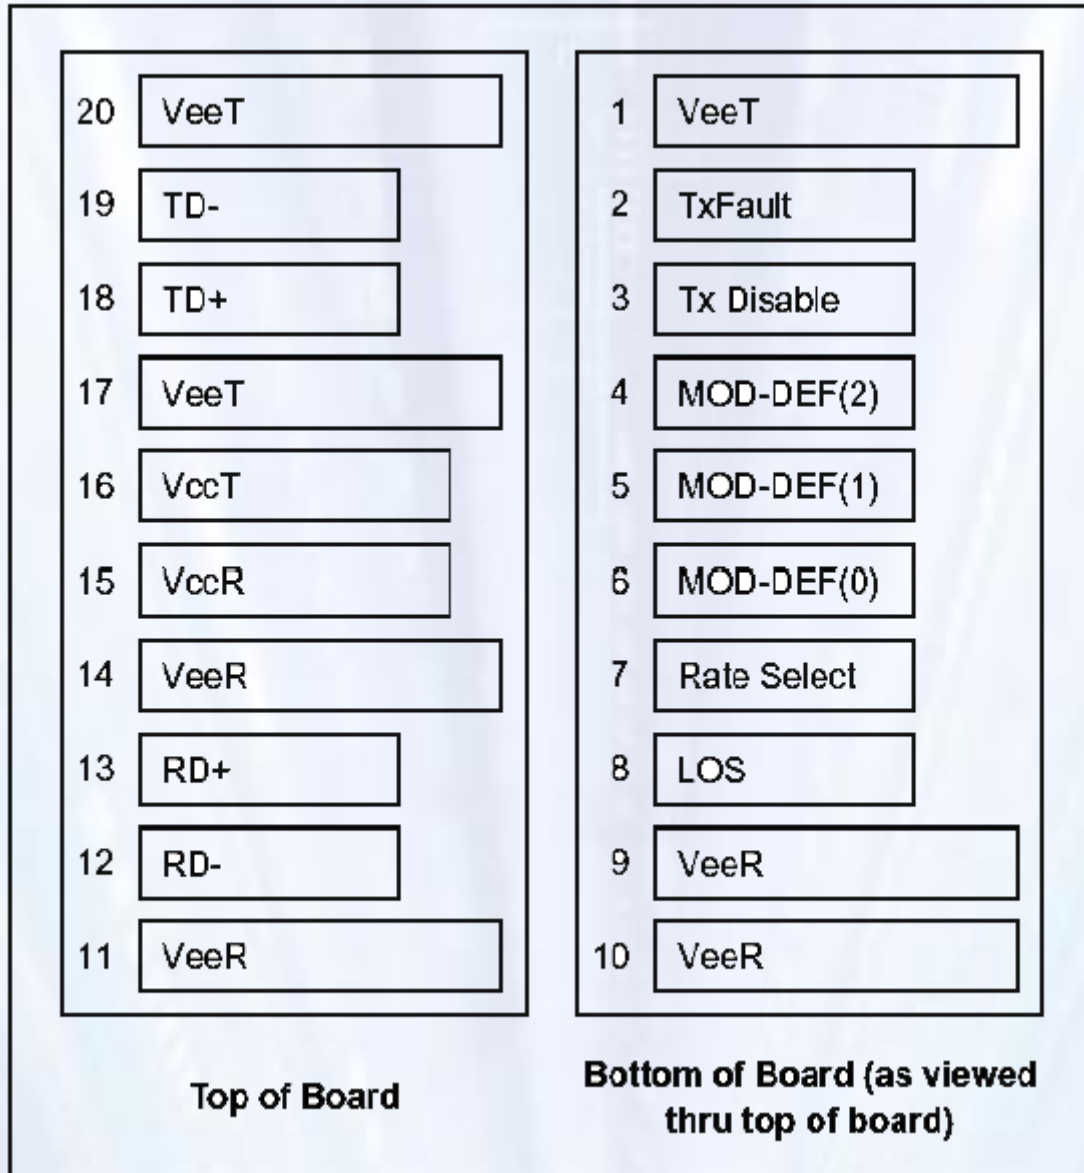 20 VeeT
19 TD-
18 TD+
17 VeeT
16 VccT
15 VccR
14 VeeR
13 RD+
12 RD-
11 VeeR
Top of Board
1 VeeT
2 TxFault
3 Tx Disable
4 MOD-DEF(2)
5 MOD-DEF(1)
6 MOD-DEF(0)
7 Rate Select
8 LOS
9 VeeR
10 VeeR
Bottom of Board (as viewed
thru top of board)